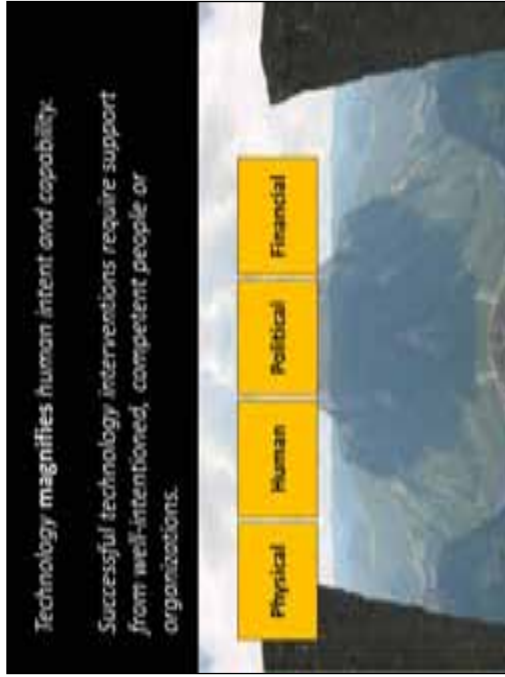 Technology magnifies human intent and capability.
Successful technology interventions require support
from well-intentioned, competent people or
organizations.
Physical
Human
Political
Financial